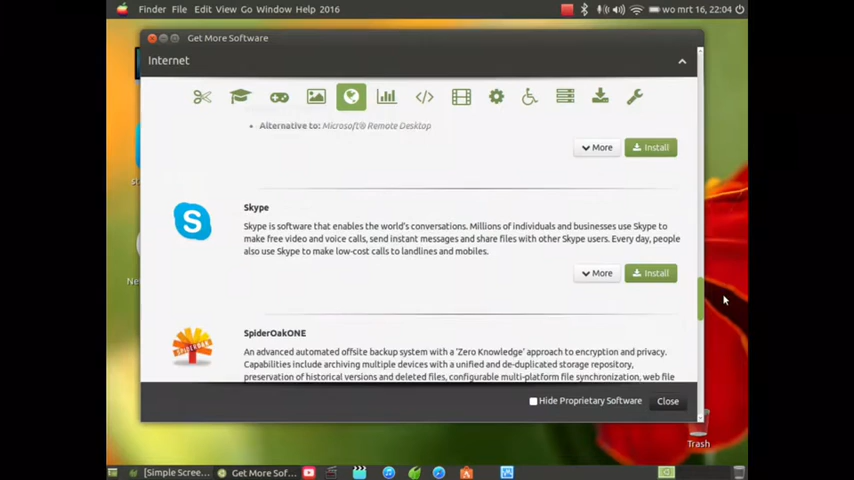 Finder File Edit View Go Window Help 2016
wo mrt 16, 22:04
Get More Software
Internet
Alternative to: Microsoft® Remote Desktop
More
Install
Skype
Skype is software that enables the world's conversations. Millions of individuals and businesses use Skype to
make free video and voice calls, send instant messages and share files with other Skype users. Every day, people
also use Skype to make low-cost calls to landlines and mobiles.
More
Install
SpiderOakONE
An advanced automated offsite backup system with a 'Zero Knowledge' approach to encryption and privacy.
Capabilities include archiving multiple devices with a unified and de-duplicated storage repository,
preservation of historical versions and deleted files, configurable multi-platform file synchronization, web file
Hide Proprietary Software
Close
Trash
[Simple Scree...
Get More Sof...